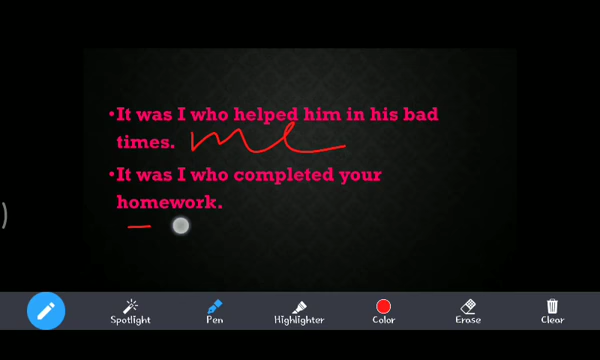 •It was I who helped him in his bad
times. me
•It was I who completed your
homework.
Spotlight Pen Highlighter Color Erase Clear